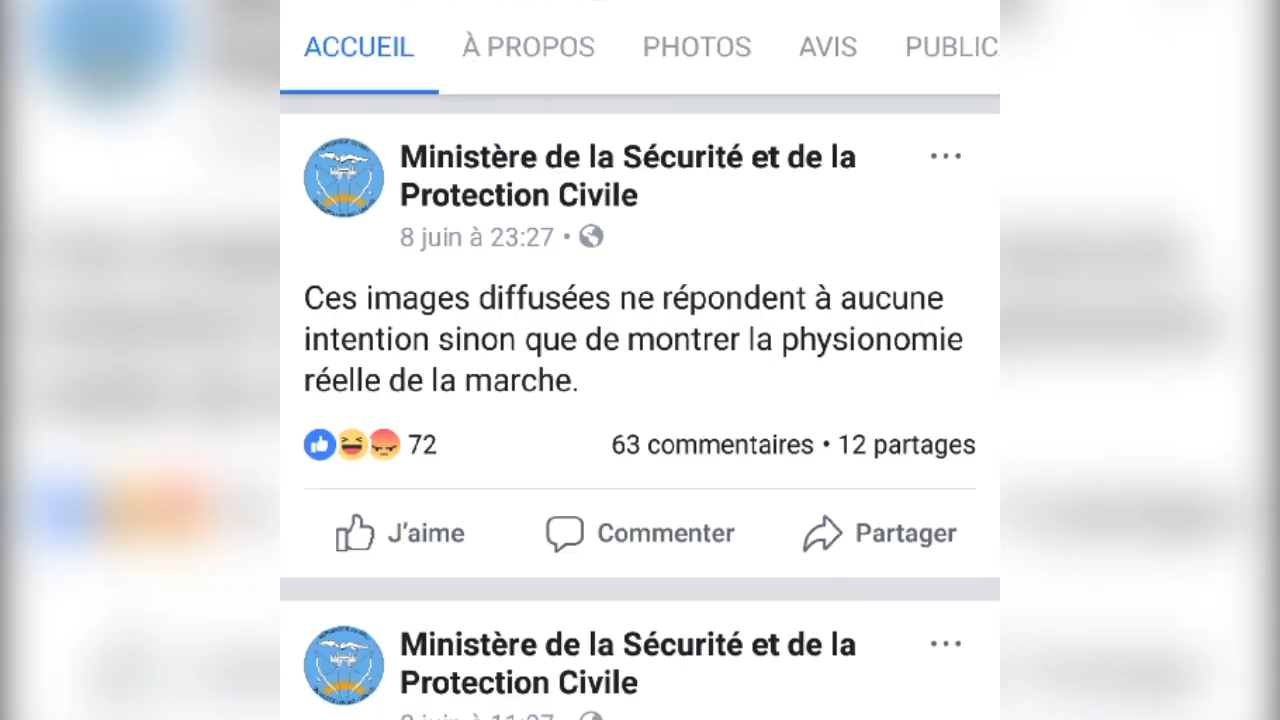 ACCUEIL À PROPOS PHOTOS AVIS PUBLIC
Ministère de la Sécurité et de la
Protection Civile
8 juin à 23:27 •
Ces images diffusées ne répondent à aucune
intention sinon que de montrer la physionomie
réelle de la marche.
72 63 commentaires • 12 partages
J'aime Commenter Partager
Ministère de la Sécurité et de la
Protection Civile